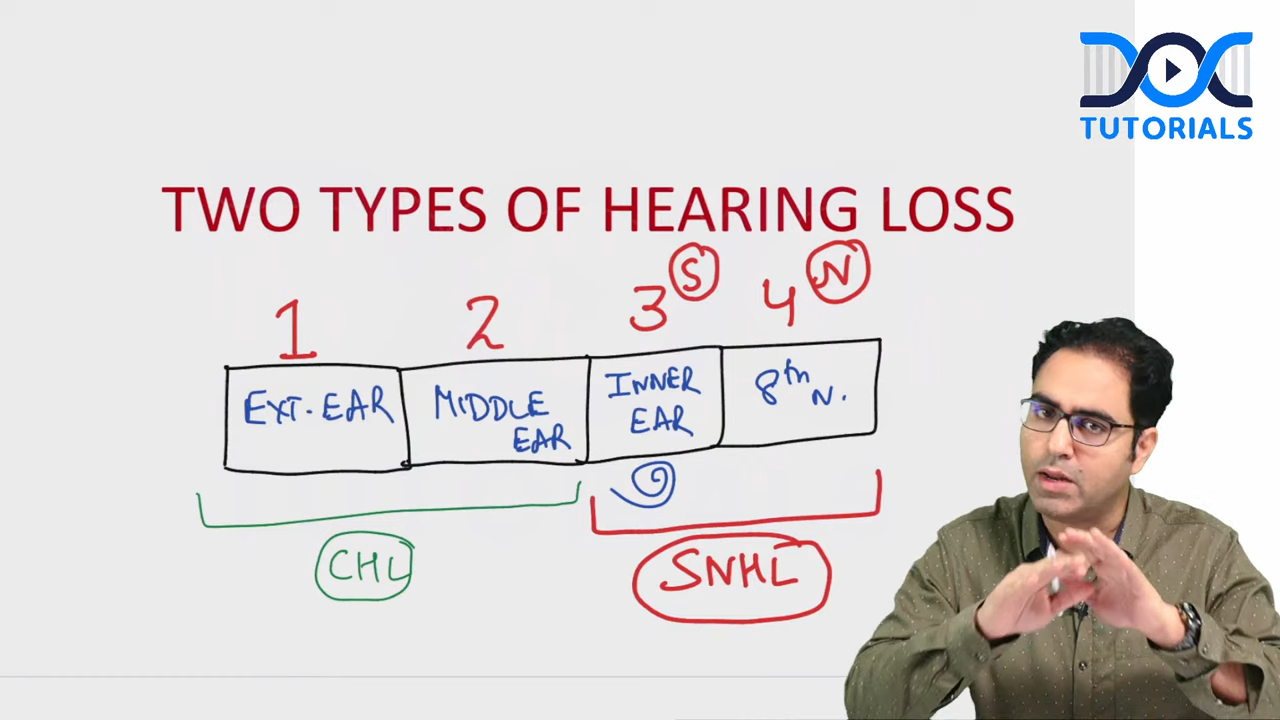 DOC
TUTORIALS
TWO TYPES OF HEARING LOSS
1 2 3 S 4 N
EXT. EAR
MIDDLE
EAR
INNER
EAR
8th
N.
CHL
SNHL